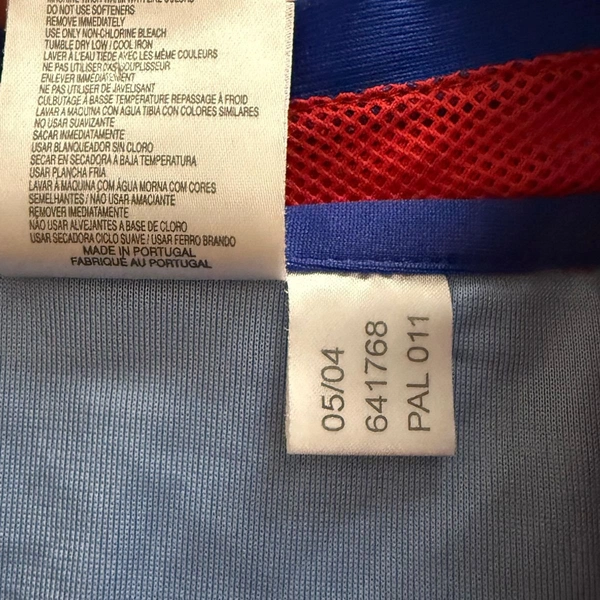 DO NOT USE SOFTENERS
REMOVE IMMEDIATELY
USE ONLY NON-CHLORINE BLEACH
TUMBLE DRY LOW / COOL IRON
LAVER À L'EAU TIÈDE AVEC LES MÊME COULEURS
NE PAS UTILISER D'ASSOUPLISSEUR
ENLEVER IMMEDIATEMENT
NE PAS UTILISER DE JAVELISANT
CULBUTAGE À BASSE TEMPÉRATURE REPASSAGE À FROID
LAVAR A MAQUINA CON AGUA TIBIA CON COLORES SIMILARES
NO USAR SUAVIZANTE
SACAR INMEDIATAMENTE
USAR BLANQUEADOR SIN CLORO
SECAR EN SECADORA A BAJA TEMPERATURA
USAR PLANCHA FRIA
LAVAR À MAQUINA COM ÁGUA MORNA COM CORES
SEMELHANTES / NÃO USAR AMACIANTE
REMOVER IMEDIATAMENTE
NÃO USAR ALVEJANTES A BASE DE CLORO
USAR SECADORA CICLO SUAVE / USAR FERRO BRANDO
MADE IN PORTUGAL
FABRIQUÉ AU PORTUGAL
05/04
641768
PAL 011